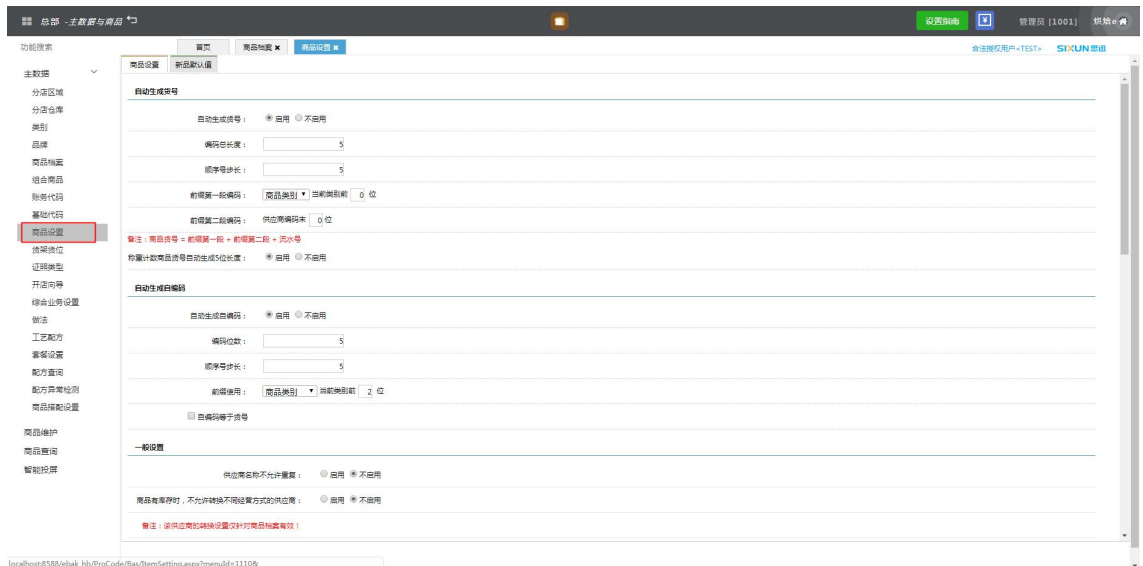 总部 -主数据与商品
设置指南 ¥ 管理员 [1001] 烘焙e
功能搜索 首页 商品档案 × 商品设置 × 合法授权用户<TEST> SIXUN思迅
主数据
分店区域
分店仓库
类别
品牌
商品档案
组合商品
账务代码
基础代码
商品设置
货架货位
证照类型
开店向导
综合业务设置
做法
工艺配方
套餐设置
配方查询
配方异常检测
商品搭配设置
商品维护
商品查询
智能投屏
商品设置 新品默认值
自动生成货号
自动生成货号: 启用 不启用
编码总长度: 5
顺序号步长: 5
前缀第一段编码: 商品类别 当前类别前 0 位
前缀第二段编码: 供应商编码末 0 位
备注:商品货号 = 前缀第一段 + 前缀第二段 + 流水号
称重计数商品货号自动生成5位长度: 启用 不启用
自动生成自编码
自动生成自编码: 启用 不启用
编码位数: 5
顺序号步长: 5
前缀使用: 商品类别 当前类别前 2 位
自编码等于货号
一般设置
供应商名称不允许重复: 启用 不启用
商品有库存时,不允许转换不同经营方式的供应商: 启用 不启用
备注:该供应商的转换设置仅针对商品档案有效!
localhost:8588/ebak_hb/ProCode/Bas/ItemSetting.aspx?menuId=1110&